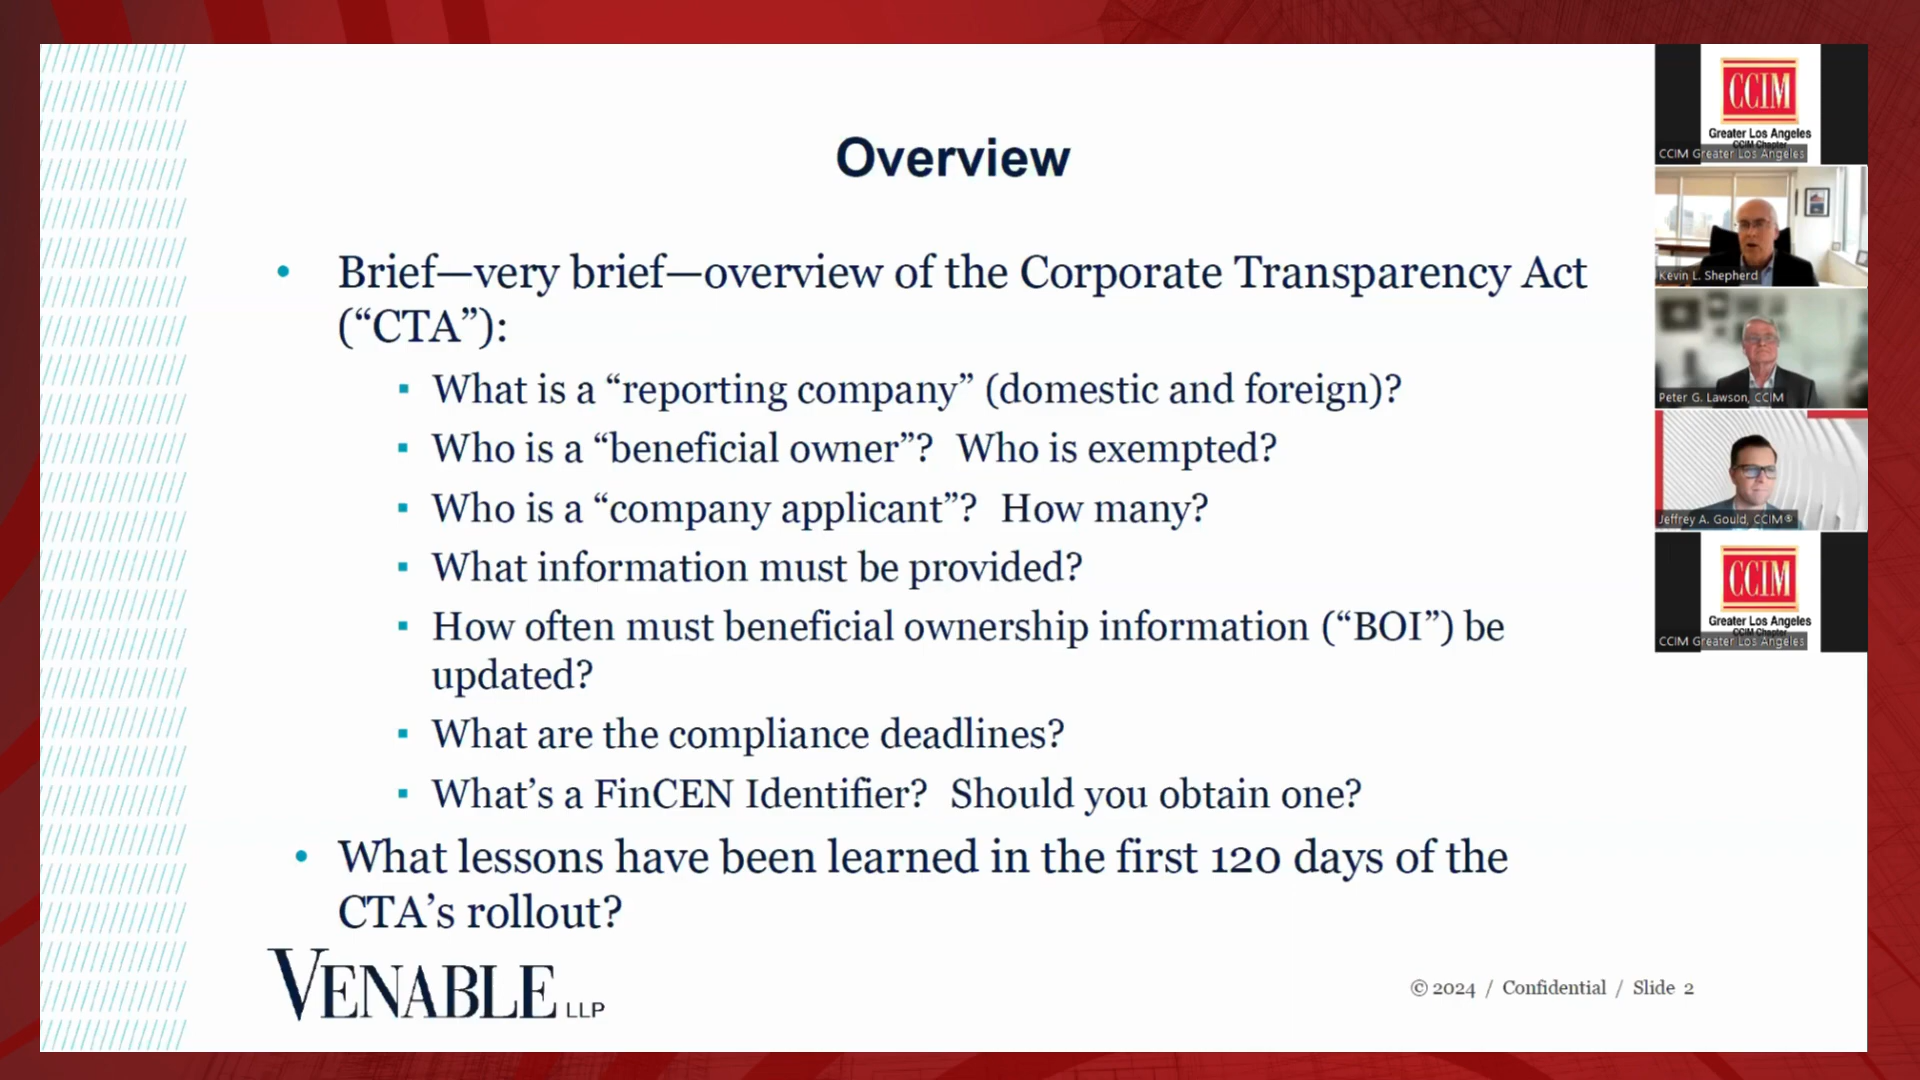 Overview
• Brief—very brief—overview of the Corporate Transparency Act
(“CTA”):
▪ What is a “reporting company” (domestic and foreign)?
▪ Who is a “beneficial owner”?  Who is exempted?
▪ Who is a “company applicant”?  How many?
▪ What information must be provided?
▪ How often must beneficial ownership information (“BOI”) be
updated?
▪ What are the compliance deadlines?
▪ What’s a FinCEN Identifier?  Should you obtain one?
• What lessons have been learned in the first 120 days of the
CTA’s rollout?
VENABLE LLP
© 2024 / Confidential / Slide 2
CCIM
Greater Los Angeles
CCIM Chapter
CCIM Greater Los Angeles
Kevin L. Shepherd
Peter G. Lawson, CCIM
Jeffrey A. Gould, CCIM®
CCIM
Greater Los Angeles
CCIM Chapter
CCIM Greater Los Angeles